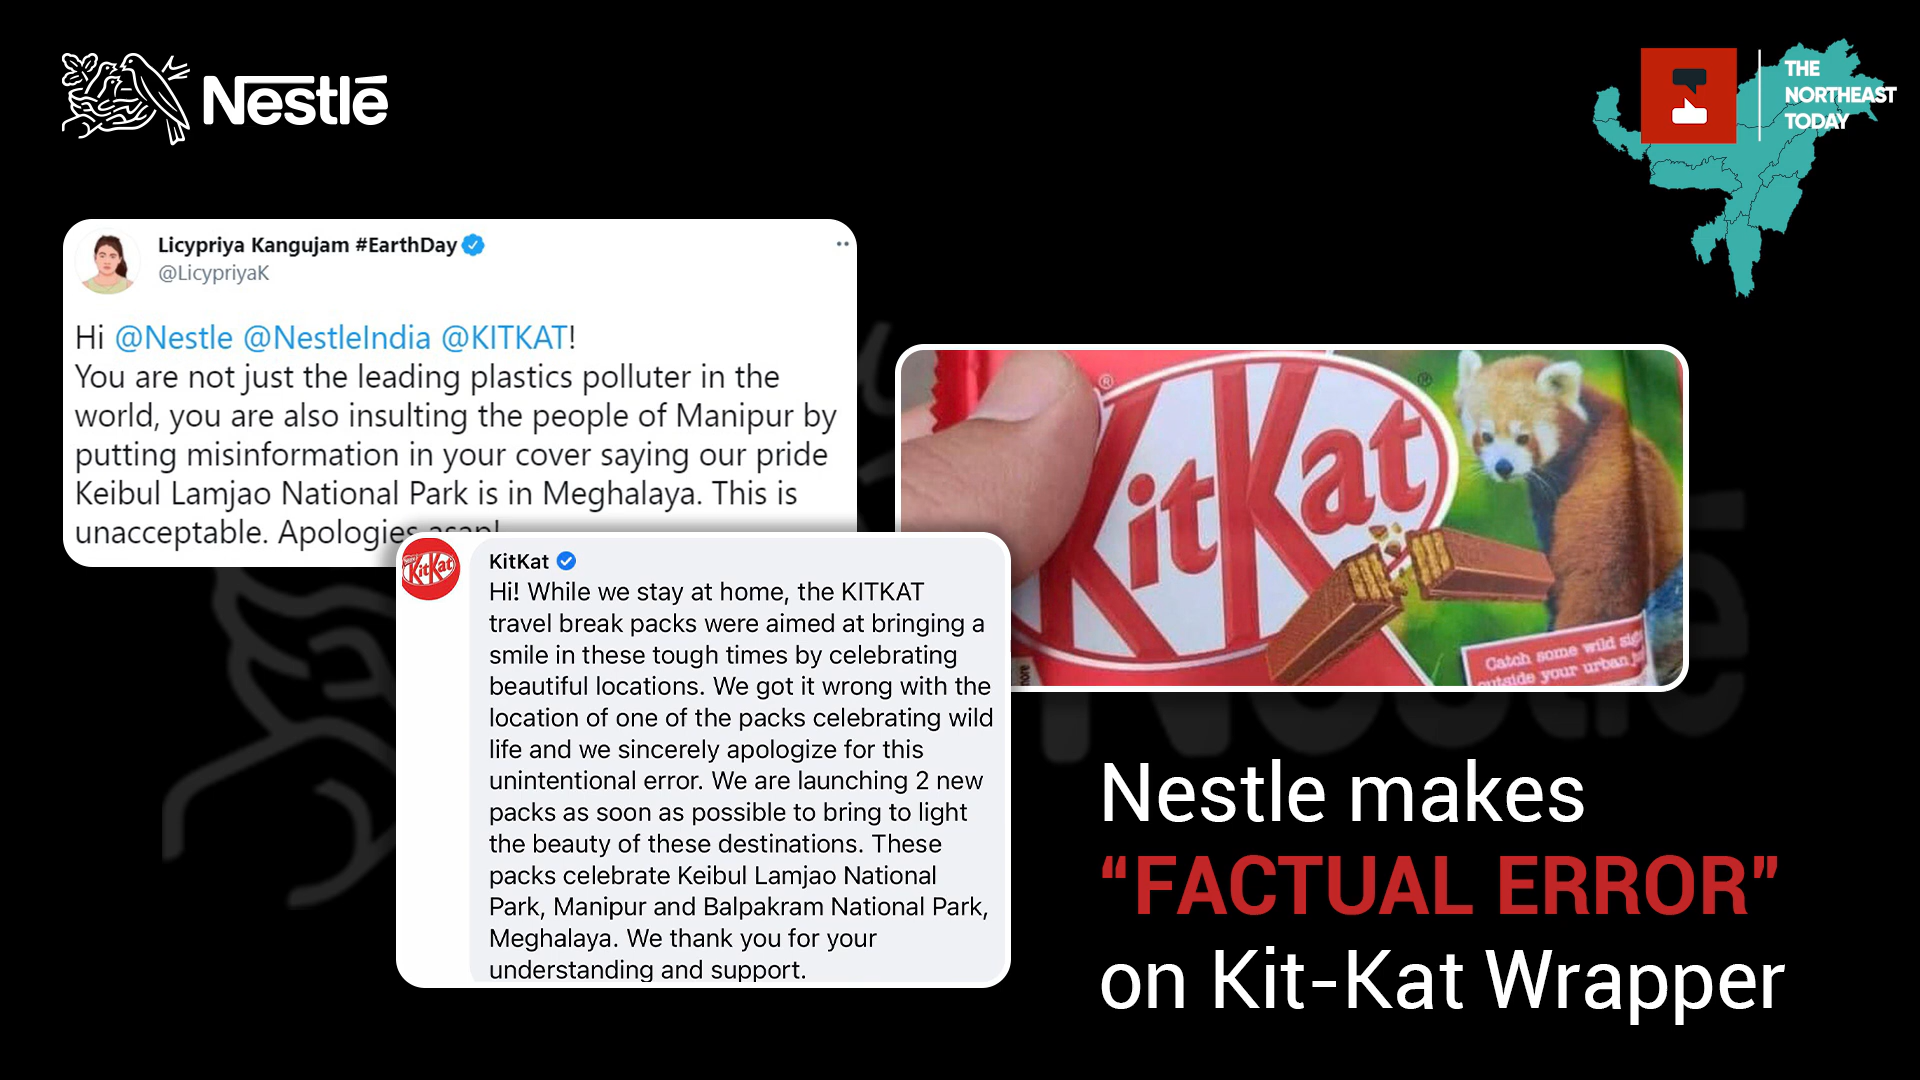 Nestlé
THE
NORTHEAST
TODAY
Licypriya Kangujam #EarthDay
@LicypriyaK
Hi @Nestle @NestleIndia @KITKAT!
You are not just the leading plastics polluter in the
world, you are also insulting the people of Manipur by
putting misinformation in your cover saying our pride
Keibul Lamjao National Park is in Meghalaya. This is
unacceptable. Apologies asap!
KitKat
KitKat
Hi! While we stay at home, the KITKAT
travel break packs were aimed at bringing a
smile in these tough times by celebrating
beautiful locations. We got it wrong with the
location of one of the packs celebrating wild
life and we sincerely apologize for this
unintentional error. We are launching 2 new
packs as soon as possible to bring to light
the beauty of these destinations. These
packs celebrate Keibul Lamjao National
Park, Manipur and Balpakram National Park,
Meghalaya. We thank you for your
understanding and support.
KitKat
Catch some wild
outside your urban
Nestle makes
“FACTUAL ERROR”
on Kit-Kat Wrapper